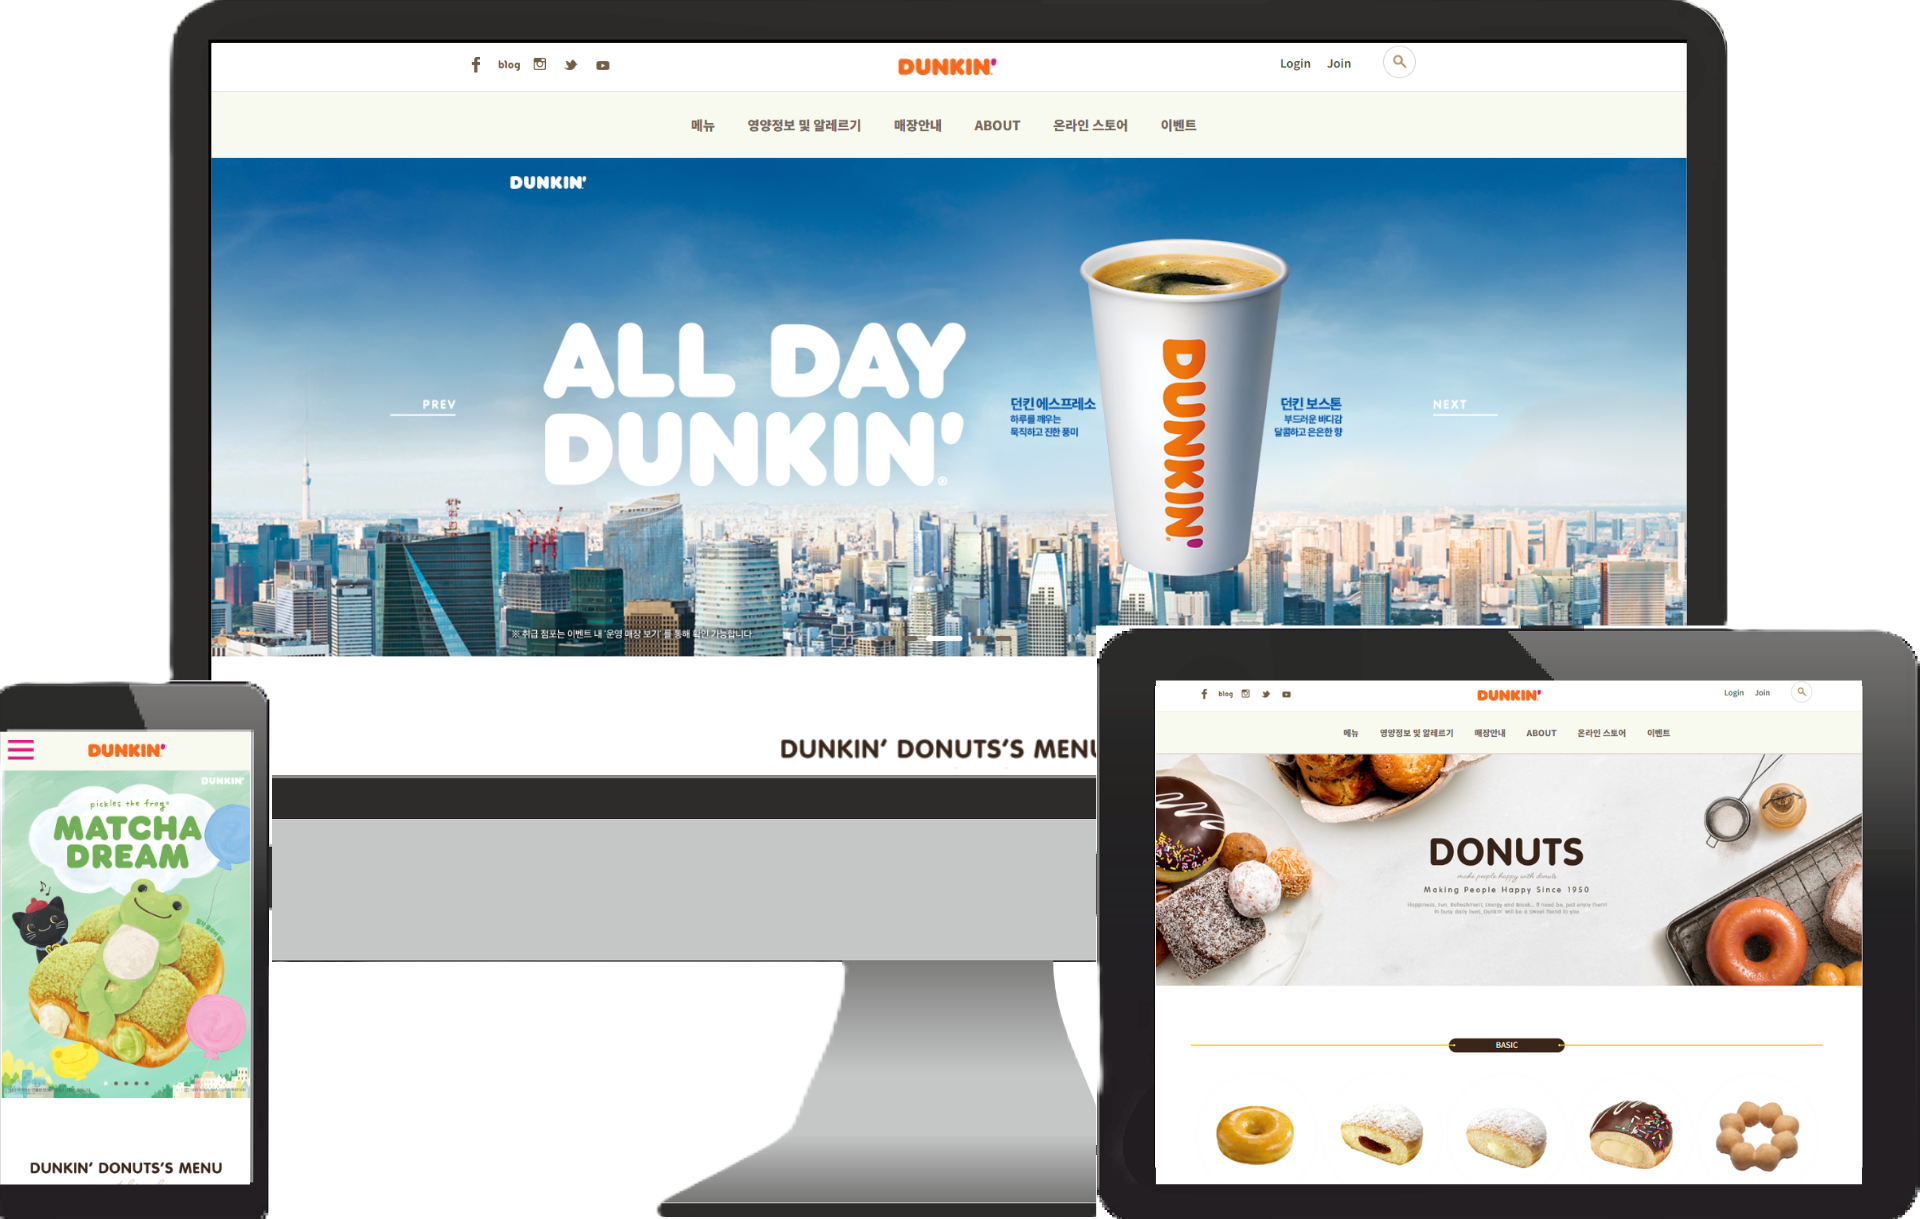 blog
DUNKIN'
Login Join
메뉴 영양정보 및 알레르기 매장안내 ABOUT 온라인 스토어 이벤트
DUNKIN'
ALL DAY
DUNKIN'®
PREV
던킨 에스프레소
하루를 깨우는
묵직하고 진한 풍미
DUNKIN'
던킨 보스톤
부드러운 바디감
달콤하고 은은한 향
NEXT
※ 취급 점포는 이벤트 내 '운영 매장 보기' 를 통해 확인 가능합니다
DUNKIN' DONUTS'S MENU
DUNKIN'
DUNKIN'
pickles the frog
MATCHA
DREAM
DUNKIN' DONUTS'S MENU
blog
DUNKIN'
Login Join
메뉴 영양정보 및 알레르기 매장안내 ABOUT 온라인 스토어 이벤트
DONUTS
make people happy with donuts
Making People Happy Since 1950
BASIC